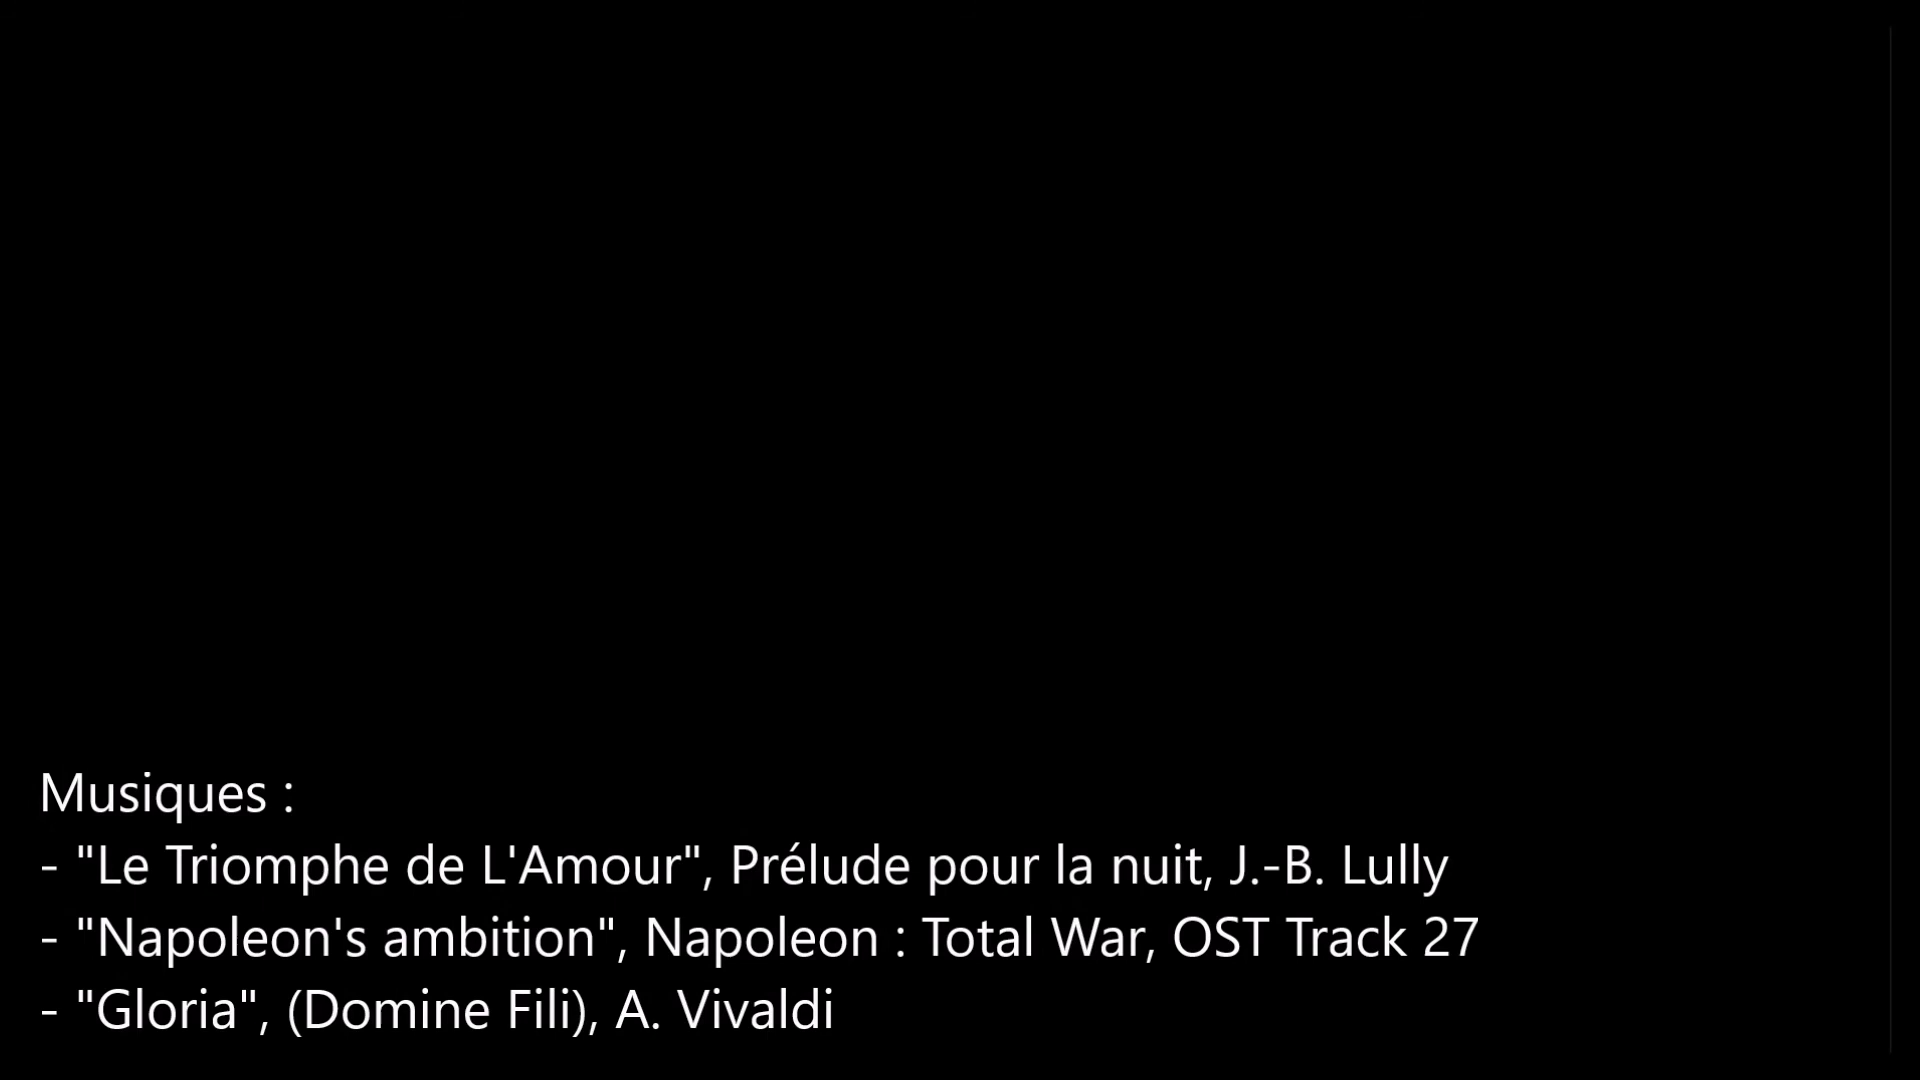 Musiques :
- "Le Triomphe de L'Amour", Prélude pour la nuit, J.-B. Lully
- "Napoleon's ambition", Napoleon : Total War, OST Track 27
- "Gloria", (Domine Fili), A. Vivaldi